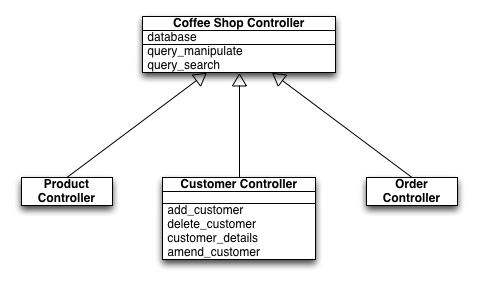 Coffee Shop Controller
database
query_manipulate
query_search
Product
Controller
Customer Controller
add_customer
delete_customer
customer_details
amend_customer
Order
Controller